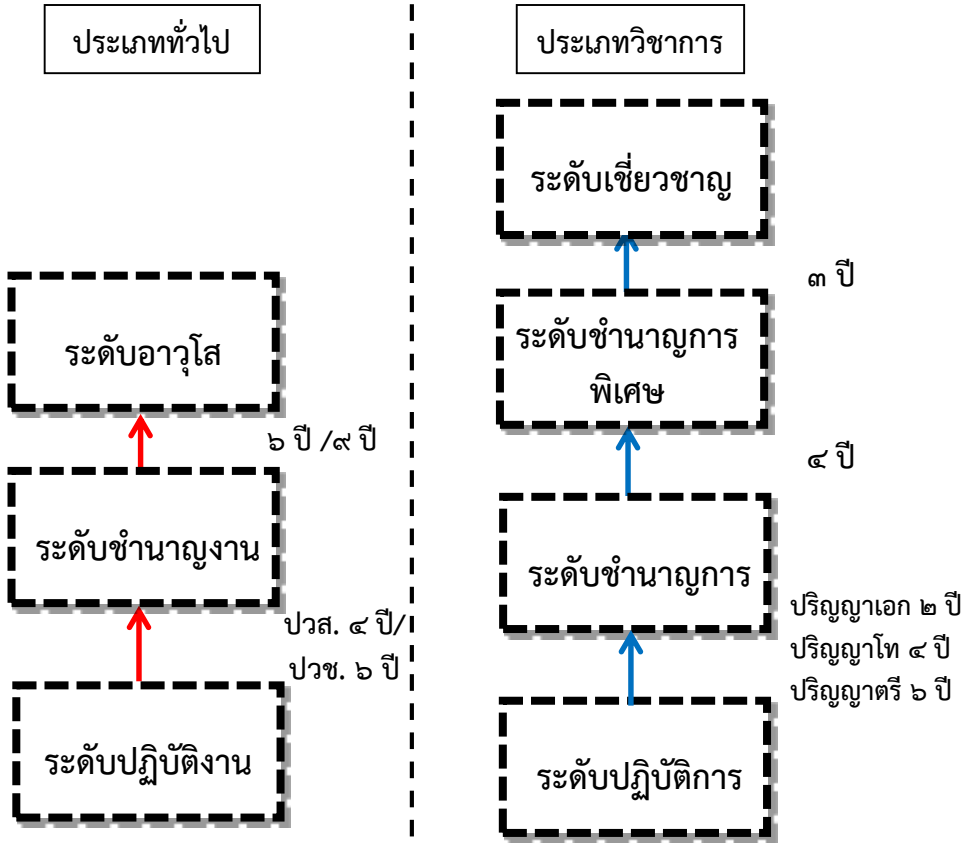 ประเภททั่วไป
ระดับอาวุโส
๖ ปี /๙ ปี
ระดับชำนาญงาน
ปวส. ๔ ปี/
ปวช. ๖ ปี
ระดับปฏิบัติงาน
ประเภทวิชาการ
ระดับเชี่ยวชาญ
๓ ปี
ระดับชำนาญการ
พิเศษ
๔ ปี
ระดับชำนาญการ
ปริญญาเอก ๒ ปี
ปริญญาโท ๔ ปี
ปริญญาตรี ๖ ปี
ระดับปฏิบัติการ